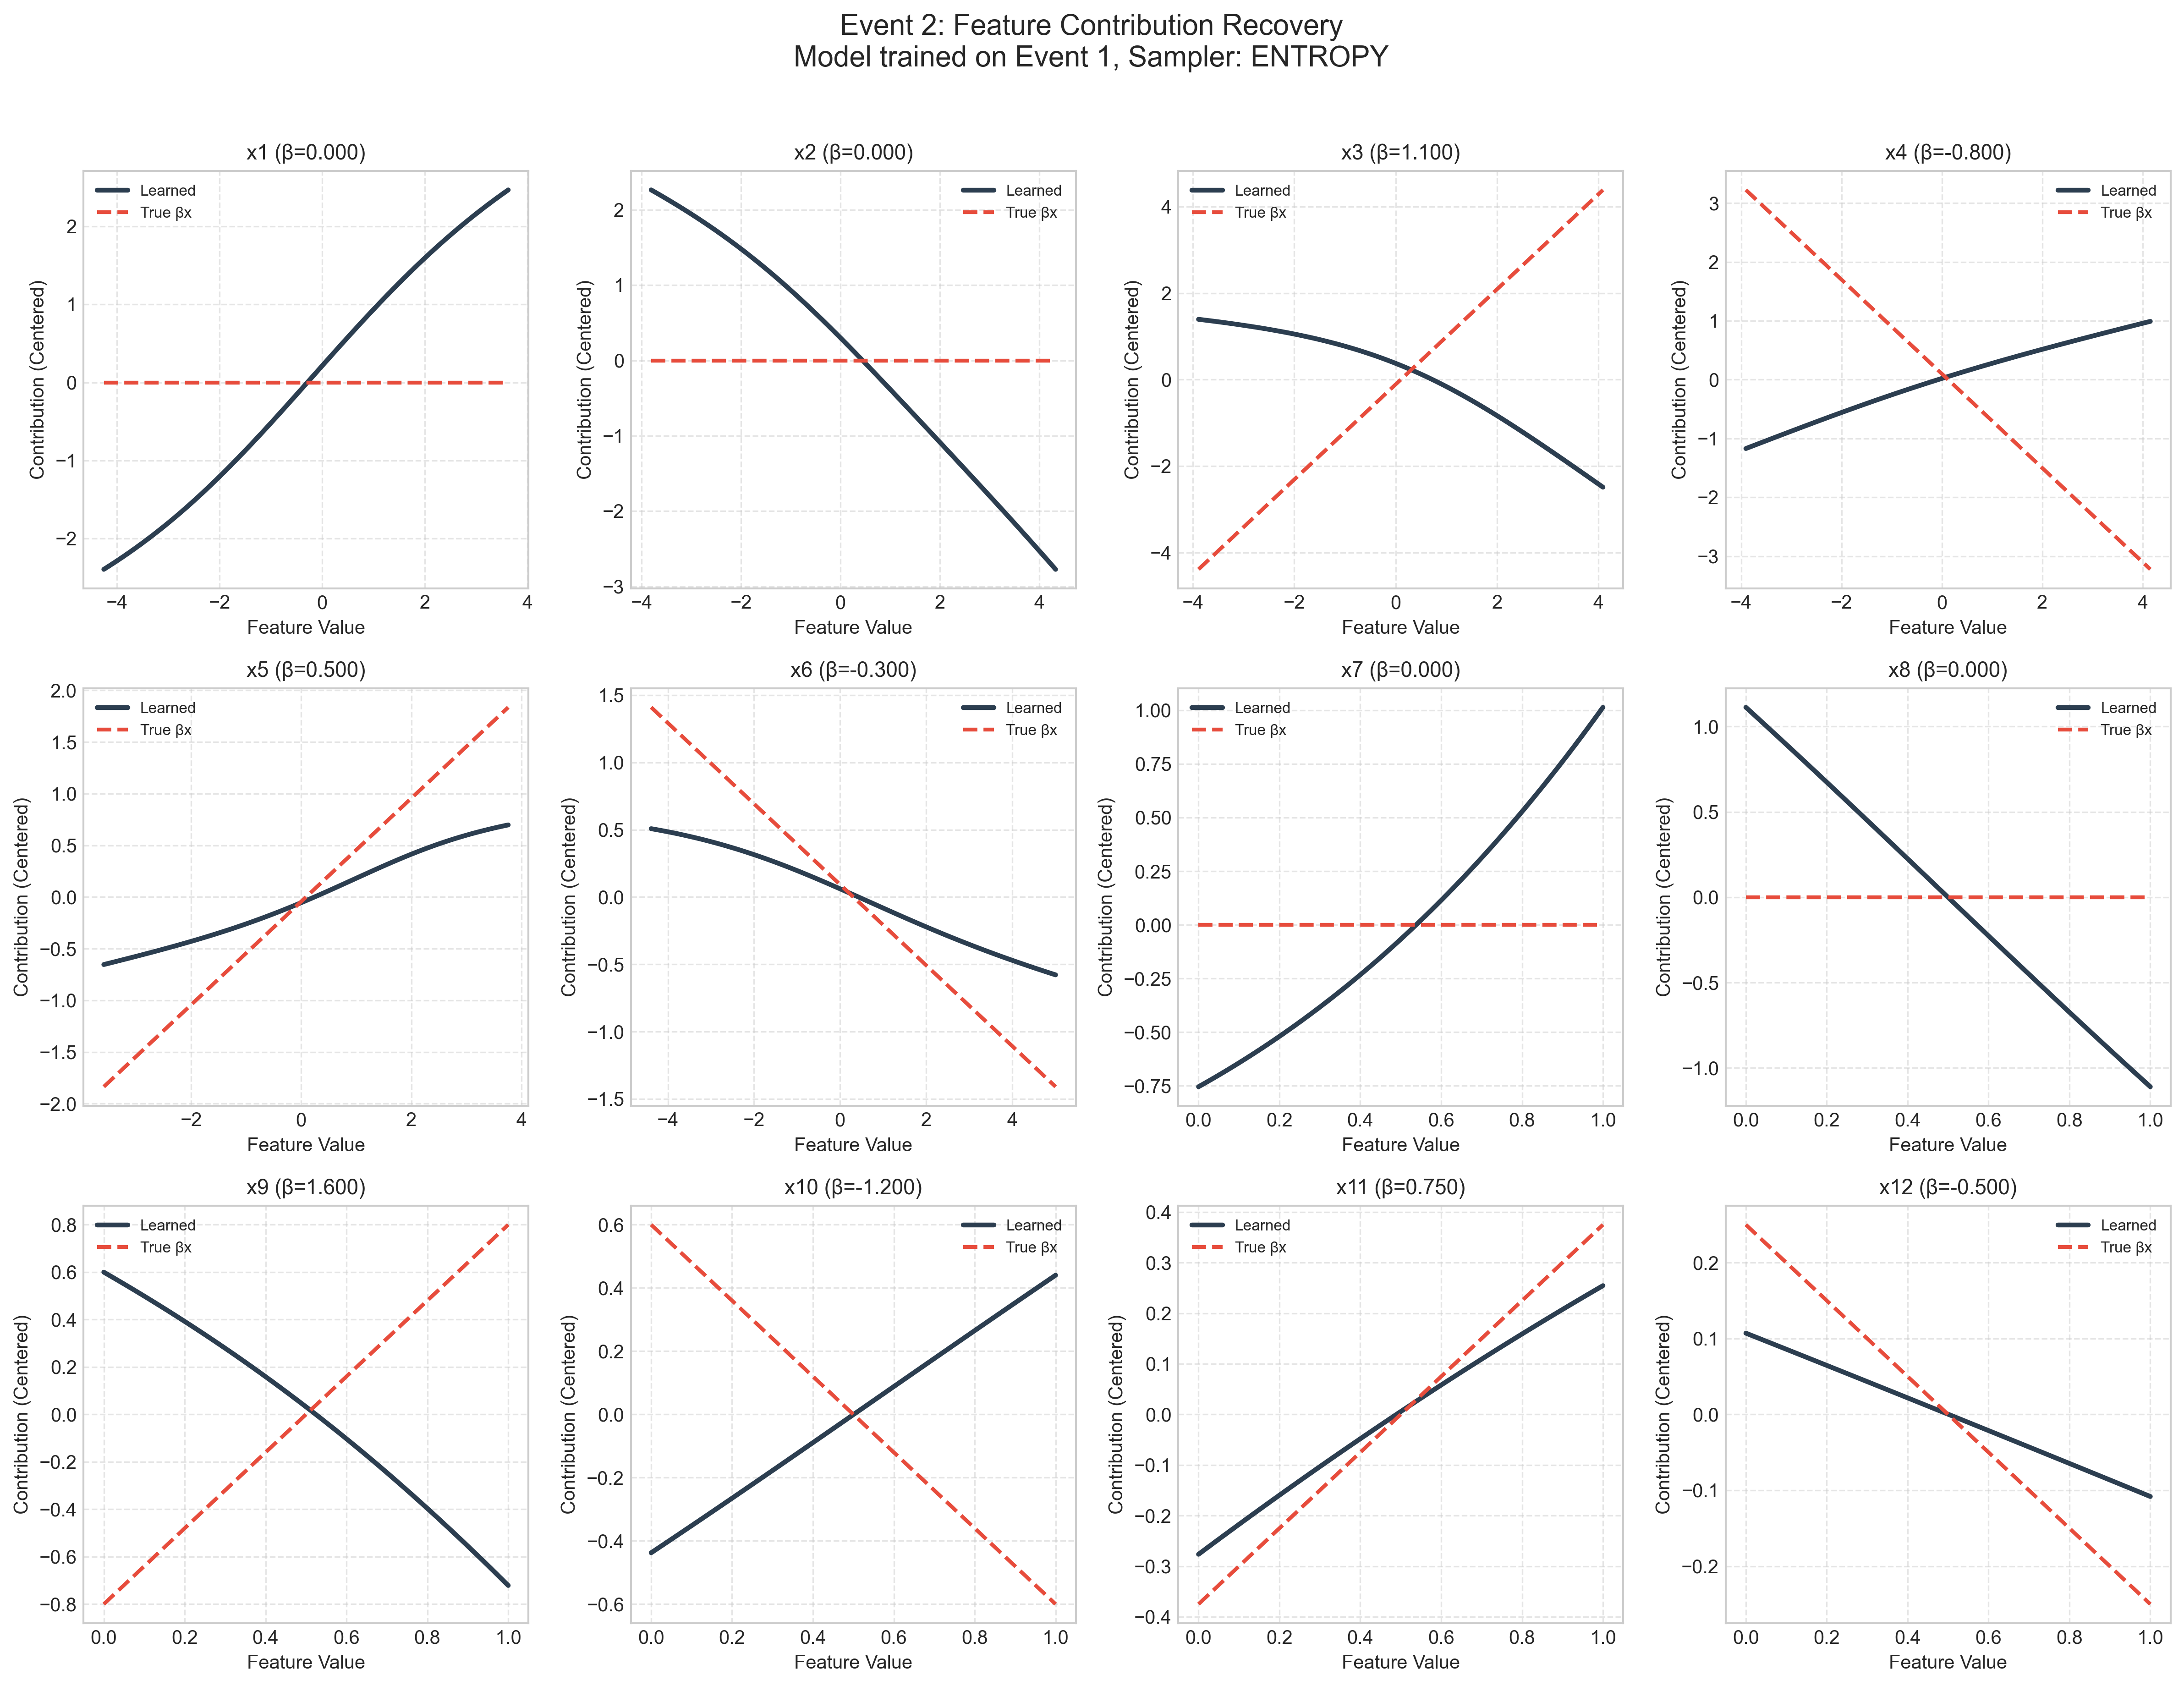 Event 2: Feature Contribution Recovery
Model trained on Event 1, Sampler: ENTROPY
x1 (β=0.000)
Learned
True βx
Contribution (Centered)
2
1
0
−1
−2
−4
−2
0
2
4
Feature Value
x2 (β=0.000)
Learned
True βx
Contribution (Centered)
2
1
0
−1
−2
−3
−4
−2
0
2
4
Feature Value
x3 (β=1.100)
Learned
True βx
Contribution (Centered)
4
2
0
−2
−4
−4
−2
0
2
4
Feature Value
x4 (β=-0.800)
Learned
True βx
Contribution (Centered)
3
2
1
0
−1
−2
−3
−4
−2
0
2
4
Feature Value
x5 (β=0.500)
Learned
True βx
Contribution (Centered)
2.0
1.5
1.0
0.5
0.0
−0.5
−1.0
−1.5
−2.0
−2
0
2
4
Feature Value
x6 (β=-0.300)
Learned
True βx
Contribution (Centered)
1.5
1.0
0.5
0.0
−0.5
−1.0
−1.5
−4
−2
0
2
4
Feature Value
x7 (β=0.000)
Learned
True βx
Contribution (Centered)
1.00
0.75
0.50
0.25
0.00
−0.25
−0.50
−0.75
0.0
0.2
0.4
0.6
0.8
1.0
Feature Value
x8 (β=0.000)
Learned
True βx
Contribution (Centered)
1.0
0.5
0.0
−0.5
−1.0
0.0
0.2
0.4
0.6
0.8
1.0
Feature Value
x9 (β=1.600)
Learned
True βx
Contribution (Centered)
0.8
0.6
0.4
0.2
0.0
−0.2
−0.4
−0.6
−0.8
0.0
0.2
0.4
0.6
0.8
1.0
Feature Value
x10 (β=-1.200)
Learned
True βx
Contribution (Centered)
0.6
0.4
0.2
0.0
−0.2
−0.4
−0.6
0.0
0.2
0.4
0.6
0.8
1.0
Feature Value
x11 (β=0.750)
Learned
True βx
Contribution (Centered)
0.4
0.3
0.2
0.1
0.0
−0.1
−0.2
−0.3
−0.4
0.0
0.2
0.4
0.6
0.8
1.0
Feature Value
x12 (β=-0.500)
Learned
True βx
Contribution (Centered)
0.2
0.1
0.0
−0.1
−0.2
0.0
0.2
0.4
0.6
0.8
1.0
Feature Value